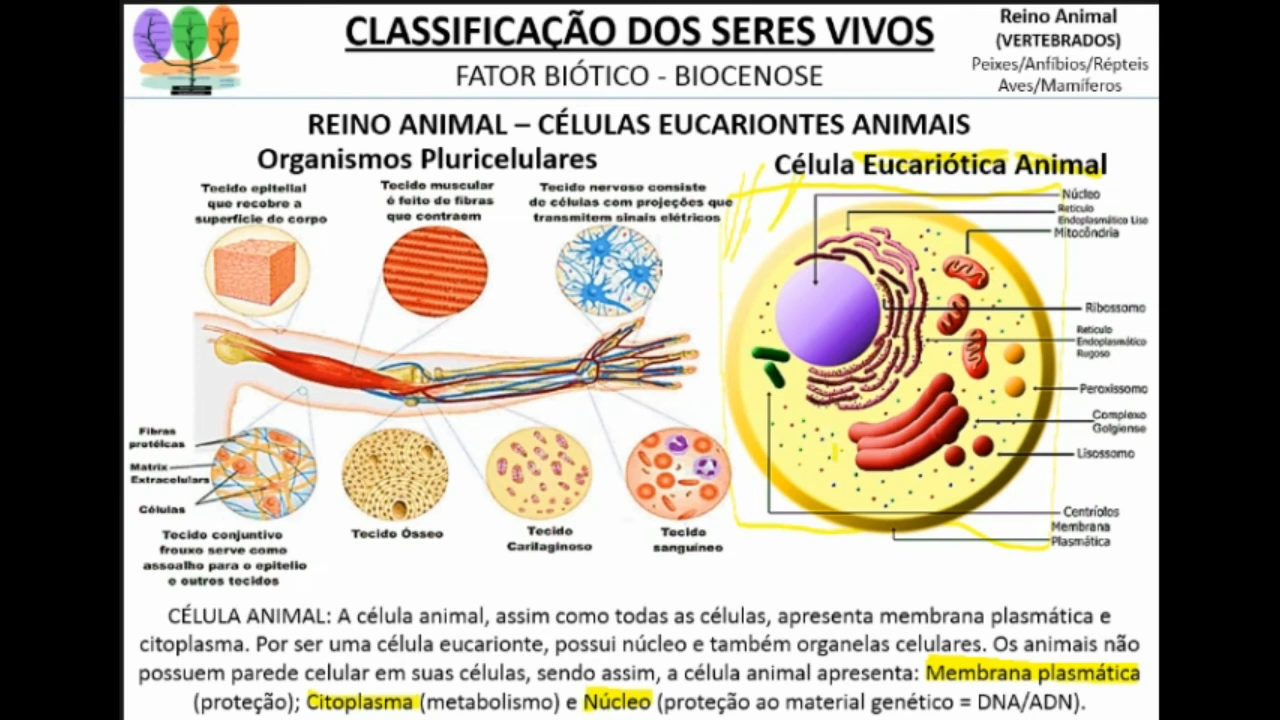 CLASSIFICAÇÃO DOS SERES VIVOS
FATOR BIÓTICO - BIOCENOSE
Reino Animal
(VERTEBRADOS)
Peixes/Anfíbios/Répteis
Aves/Mamíferos
REINO ANIMAL – CÉLULAS EUCARIONTES ANIMAIS
Organismos Pluricelulares
Tecido epitelial
que recobre a
superfície do corpo
Tecido muscular
é feito de fibras
que contraem
Tecido nervoso consiste
de células com projeções que
transmitem sinais elétricos
Fibras
protéicas
Matrix
Extracelulars
Células
Tecido conjuntivo
frouxo serve como
assoalho para o epitelio
e outros tecidos
Tecido Ósseo
Tecido
Carilaginoso
Tecido
sanguíneo
Célula Eucariótica Animal
Núcleo
Retículo
Endoplasmático Liso
Mitocôndria
Ribossomo
Retículo
Endoplasmático
Rugoso
Peroxissomo
Complexo
Golgiense
Lisossomo
Centríolos
Membrana
Plasmática
CÉLULA ANIMAL: A célula animal, assim como todas as células, apresenta membrana plasmática e
citoplasma. Por ser uma célula eucarionte, possui núcleo e também organelas celulares. Os animais não
possuem parede celular em suas células, sendo assim, a célula animal apresenta: Membrana plasmática
(proteção); Citoplasma (metabolismo) e Núcleo (proteção ao material genético = DNA/ADN).